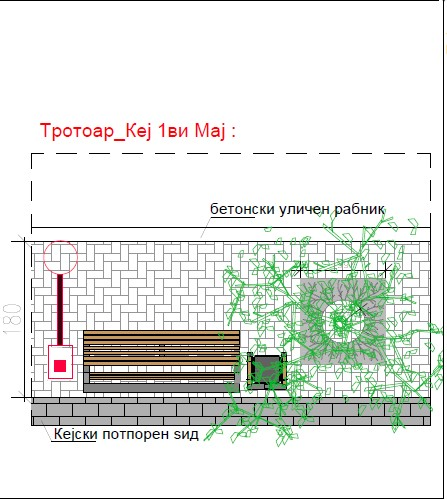 Тротоар_Кеј 1ви Мај :
бетонски уличен рабник
180
Кејски потпорен ѕид